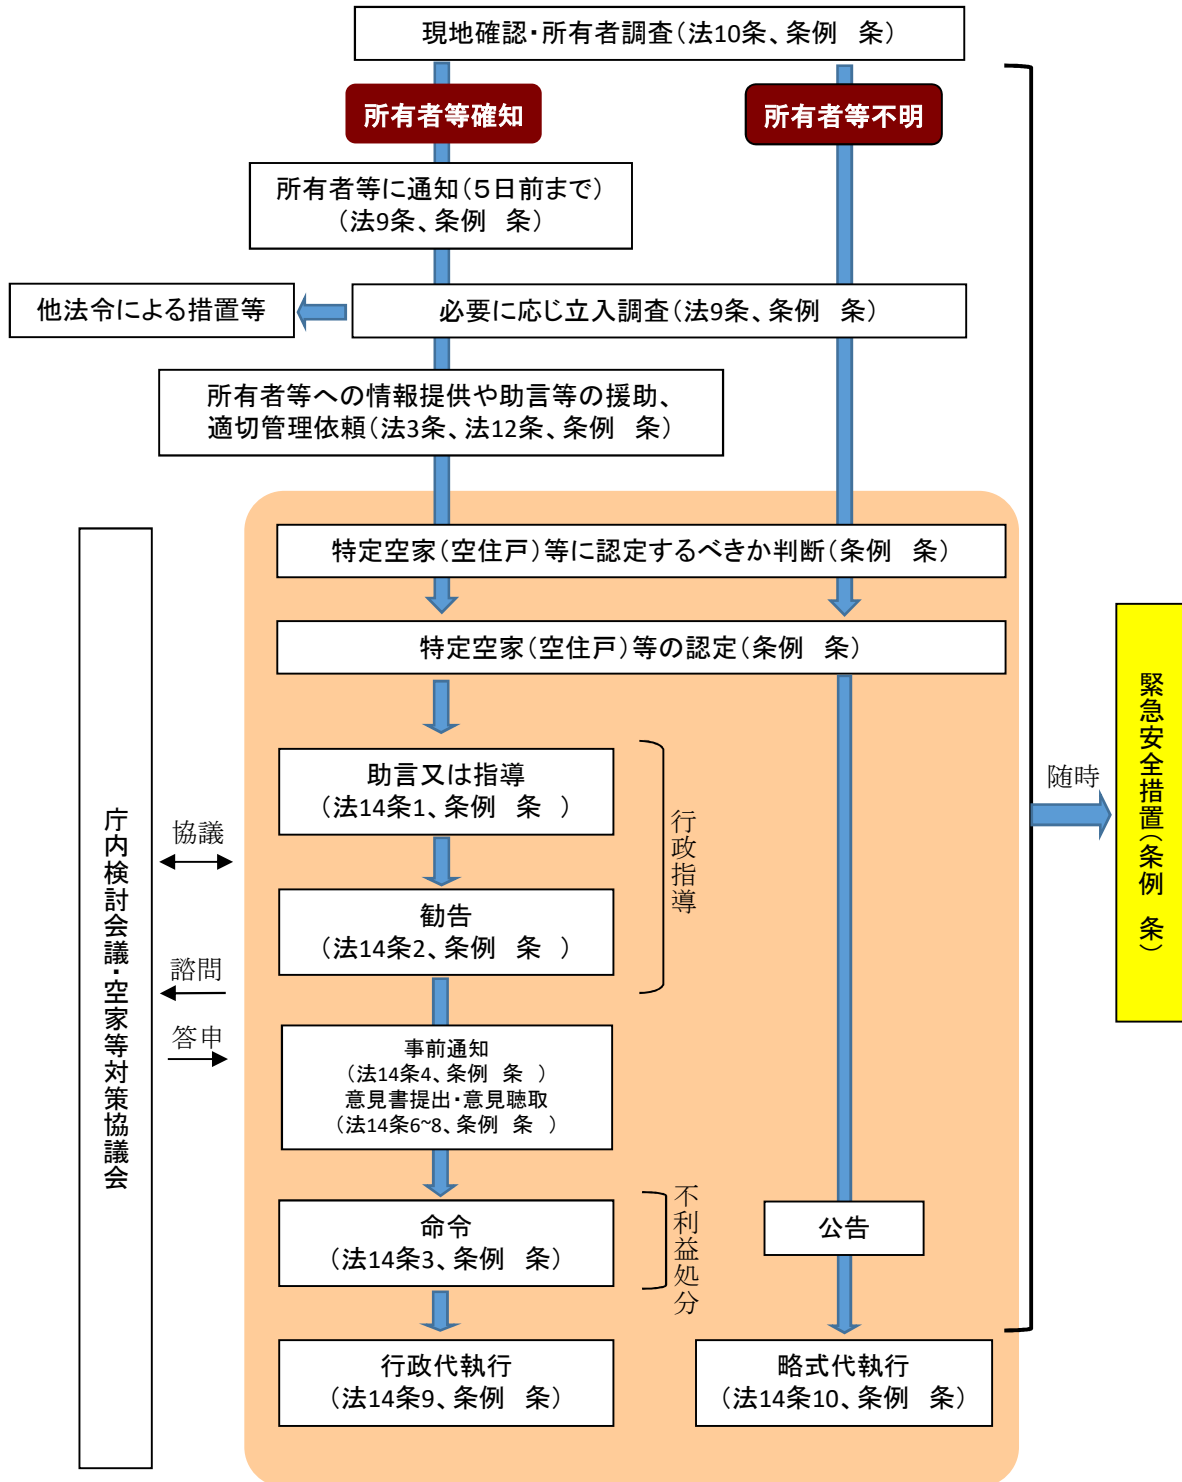 現地確認・所有者調査（法10条、条例　条）
所有者等確知
所有者等不明
所有者等に通知（５日前まで）
（法9条、条例　条）
他法令による措置等
必要に応じ立入調査（法9条、条例　条）
所有者等への情報提供や助言等の援助、
適切管理依頼（法3条、法12条、条例　条）
特定空家（空住戸）等に認定するべきか判断（条例　条）
特定空家（空住戸）等の認定（条例　条）
助言又は指導
（法14条1、条例　条　）
勧告
（法14条2、条例　条　）
行政指導
事前通知
（法14条4、条例　条　）
意見書提出・意見聴取
（法14条6~8、条例　条　）
命令
（法14条3、条例　条）
不利益処分
行政代執行
（法14条9、条例　条）
公告
略式代執行
（法14条10、条例　条）
庁内検討会議・空家等対策協議会
協議
諮問
答申
随時
緊急安全措置（条例　条）